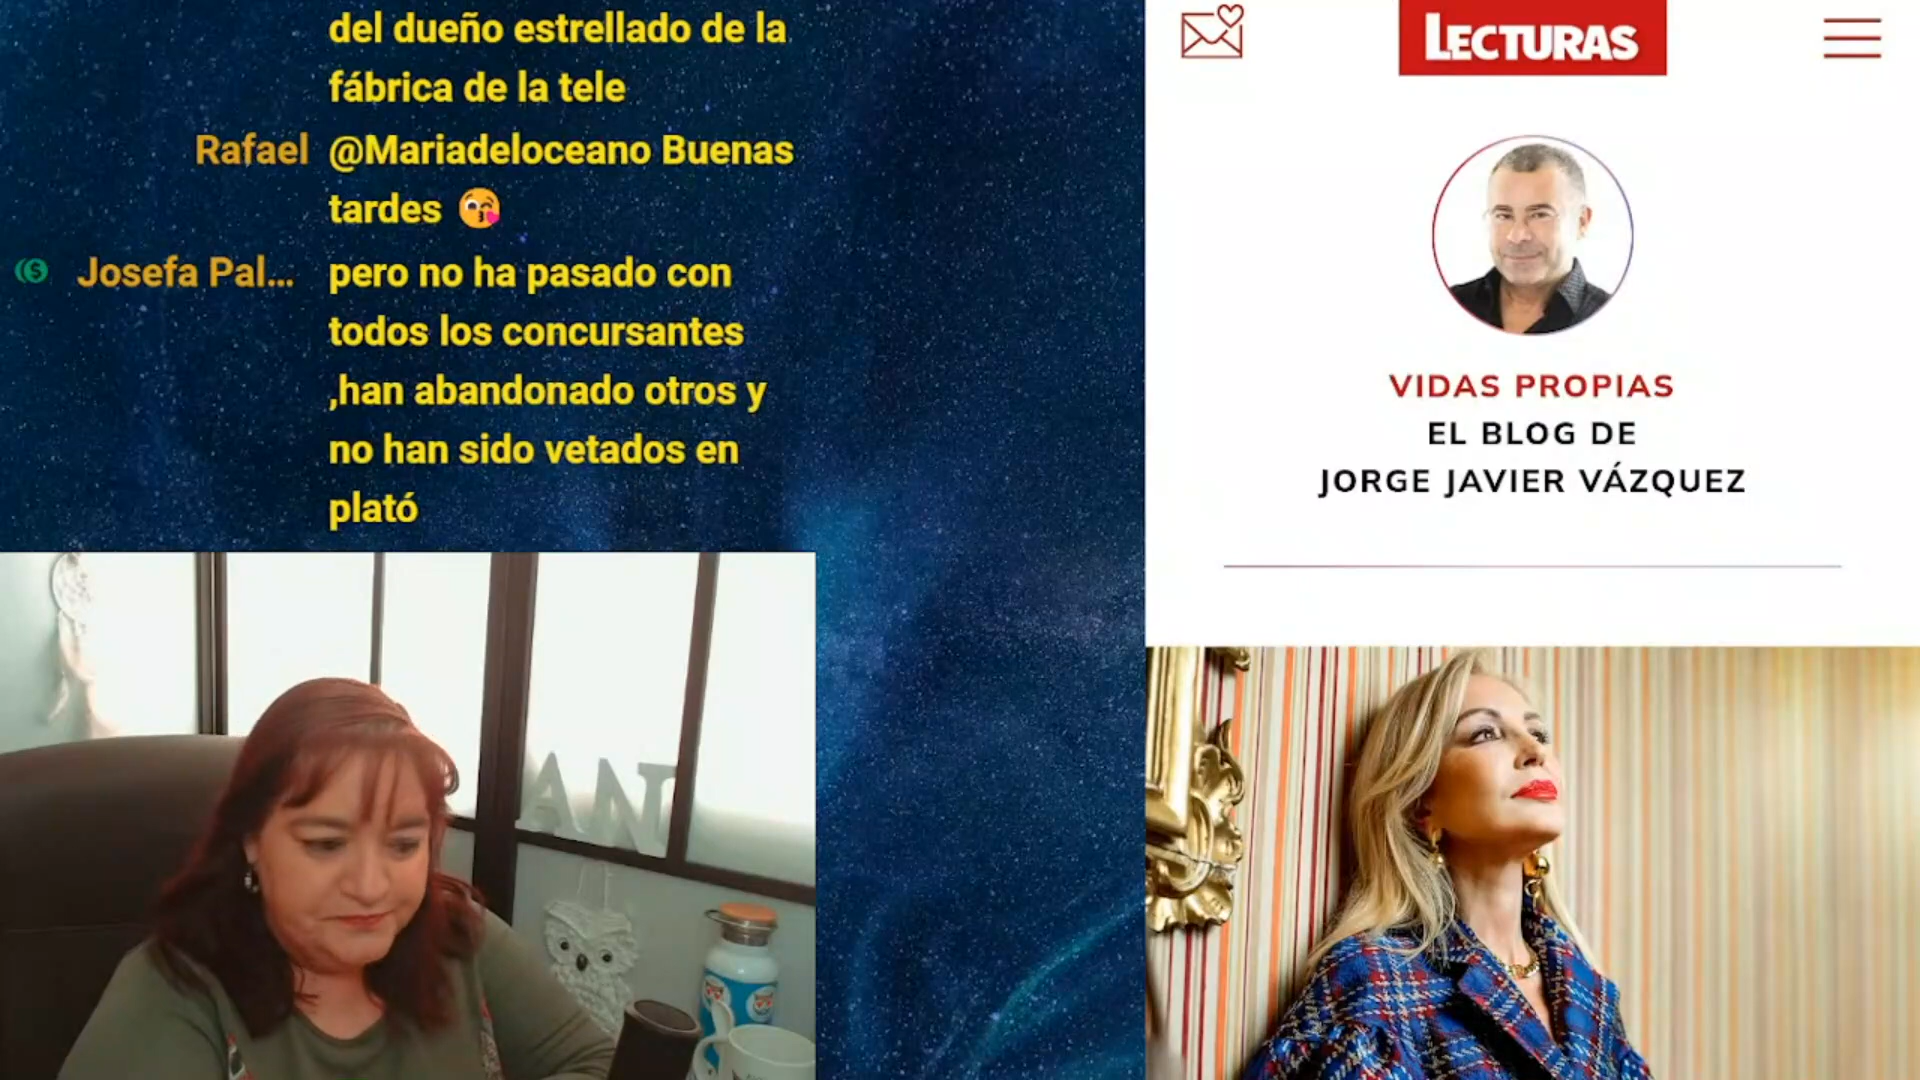 del dueño estrellado de la
fábrica de la tele
Rafael @Mariadeloceano Buenas
tardes 😘
Josefa Pal... pero no ha pasado con
todos los concursantes
,han abandonado otros y
no han sido vetados en
plató
AN
LECTURAS
VIDAS PROPIAS
EL BLOG DE
JORGE JAVIER VÁZQUEZ